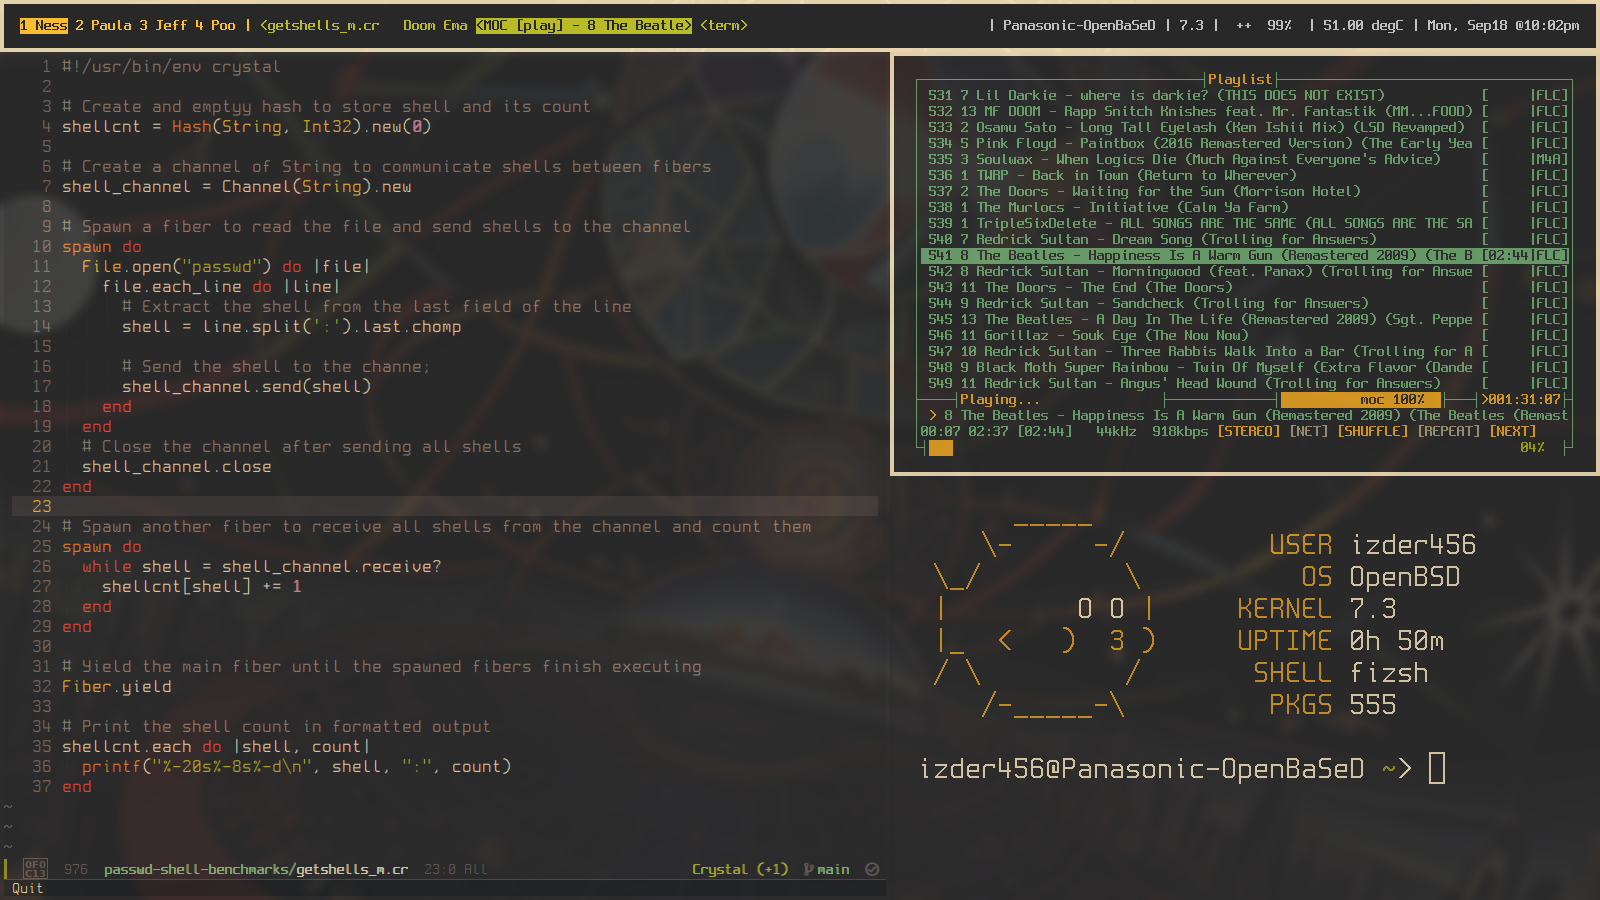 1 Ness 2 Paula 3 Jeff 4 Poo | <getshells_m.cr   Doom Ema <MOC [play] - 8 The Beatle> <term>
| Panasonic-OpenBaSeD | 7.3 |  ++  99%  | 51.00 degC | Mon, Sep18 @10:02pm
1 #!/usr/bin/env crystal
2
3 # Create and emptyy hash to store shell and its count
4 shellcnt = Hash(String, Int32).new(0)
5
6 # Create a channel of String to communicate shells between fibers
7 shell_channel = Channel(String).new
8
9 # Spawn a fiber to read the file and send shells to the channel
10 spawn do
11   File.open("passwd") do |file|
12     file.each_line do |line|
13       # Extract the shell from the last field of the line
14       shell = line.split(':').last.chomp
15
16       # Send the shell to the channe;
17       shell_channel.send(shell)
18     end
19   end
20   # Close the channel after sending all shells
21   shell_channel.close
22 end
23
24 # Spawn another fiber to receive all shells from the channel and count them
25 spawn do
26   while shell = shell_channel.receive?
27     shellcnt[shell] += 1
28   end
29 end
30
31 # Yield the main fiber until the spawned fibers finish executing
32 Fiber.yield
33
34 # Print the shell count in formatted output
35 shellcnt.each do |shell, count|
36   printf("%-20s%-8s%-d\n", shell, ":", count)
37 end
~
~
~
QFO
C13
976  passwd-shell-benchmarks/getshells_m.cr  23:0 All
Crystal (+1)  main
Quit
Playlist
531 7 Lil Darkie - where is darkie? (THIS DOES NOT EXIST) [     |FLC]
532 13 MF DOOM - Rapp Snitch Knishes feat. Mr. Fantastik (MM...FOOD) [     |FLC]
533 2 Osamu Sato - Long Tall Eyelash (Ken Ishii Mix) (LSD Revamped) [     |FLC]
534 5 Pink Floyd - Paintbox (2016 Remastered Version) (The Early Yea [     |FLC]
535 3 Soulwax - When Logics Die (Much Against Everyone's Advice) [     |M4A]
536 1 TWRP - Back in Town (Return to Wherever) [     |FLC]
537 2 The Doors - Waiting for the Sun (Morrison Hotel) [     |FLC]
538 1 The Murlocs - Initiative (Calm Ya Farm) [     |FLC]
539 1 TripleSixDelete - ALL SONGS ARE THE SAME (ALL SONGS ARE THE SA [     |FLC]
540 7 Redrick Sultan - Dream Song (Trolling for Answers) [     |FLC]
541 8 The Beatles - Happiness Is A Warm Gun (Remastered 2009) (The B [02:44|FLC]
542 8 Redrick Sultan - Morningwood (feat. Panax) (Trolling for Answe [     |FLC]
543 11 The Doors - The End (The Doors) [     |FLC]
544 9 Redrick Sultan - Sandcheck (Trolling for Answers) [     |FLC]
545 13 The Beatles - A Day In The Life (Remastered 2009) (Sgt. Peppe [     |FLC]
546 11 Gorillaz - Souk Eye (The Now Now) [     |FLC]
547 10 Redrick Sultan - Three Rabbis Walk Into a Bar (Trolling for A [     |FLC]
548 9 Black Moth Super Rainbow - Twin Of Myself (Extra Flavor (Dande [     |FLC]
549 11 Redrick Sultan - Angus' Head Wound (Trolling for Answers) [     |FLC]
Playing...   moc 100%   >001:31:07
> 8 The Beatles - Happiness Is A Warm Gun (Remastered 2009) (The Beatles (Remast
00:07 02:37 [02:44]   44kHz  918kbps [STEREO] [NET] [SHUFFLE] [REPEAT] [NEXT]
04%
     _____
   \-     -/
\_/         \
|        O O |
|_  <   )  3 )
/ \         /
   /-_____-\
USER izder456
OS OpenBSD
KERNEL 7.3
UPTIME 0h 50m
SHELL fizsh
PKGS 555
izder456@Panasonic-OpenBaSeD ~>